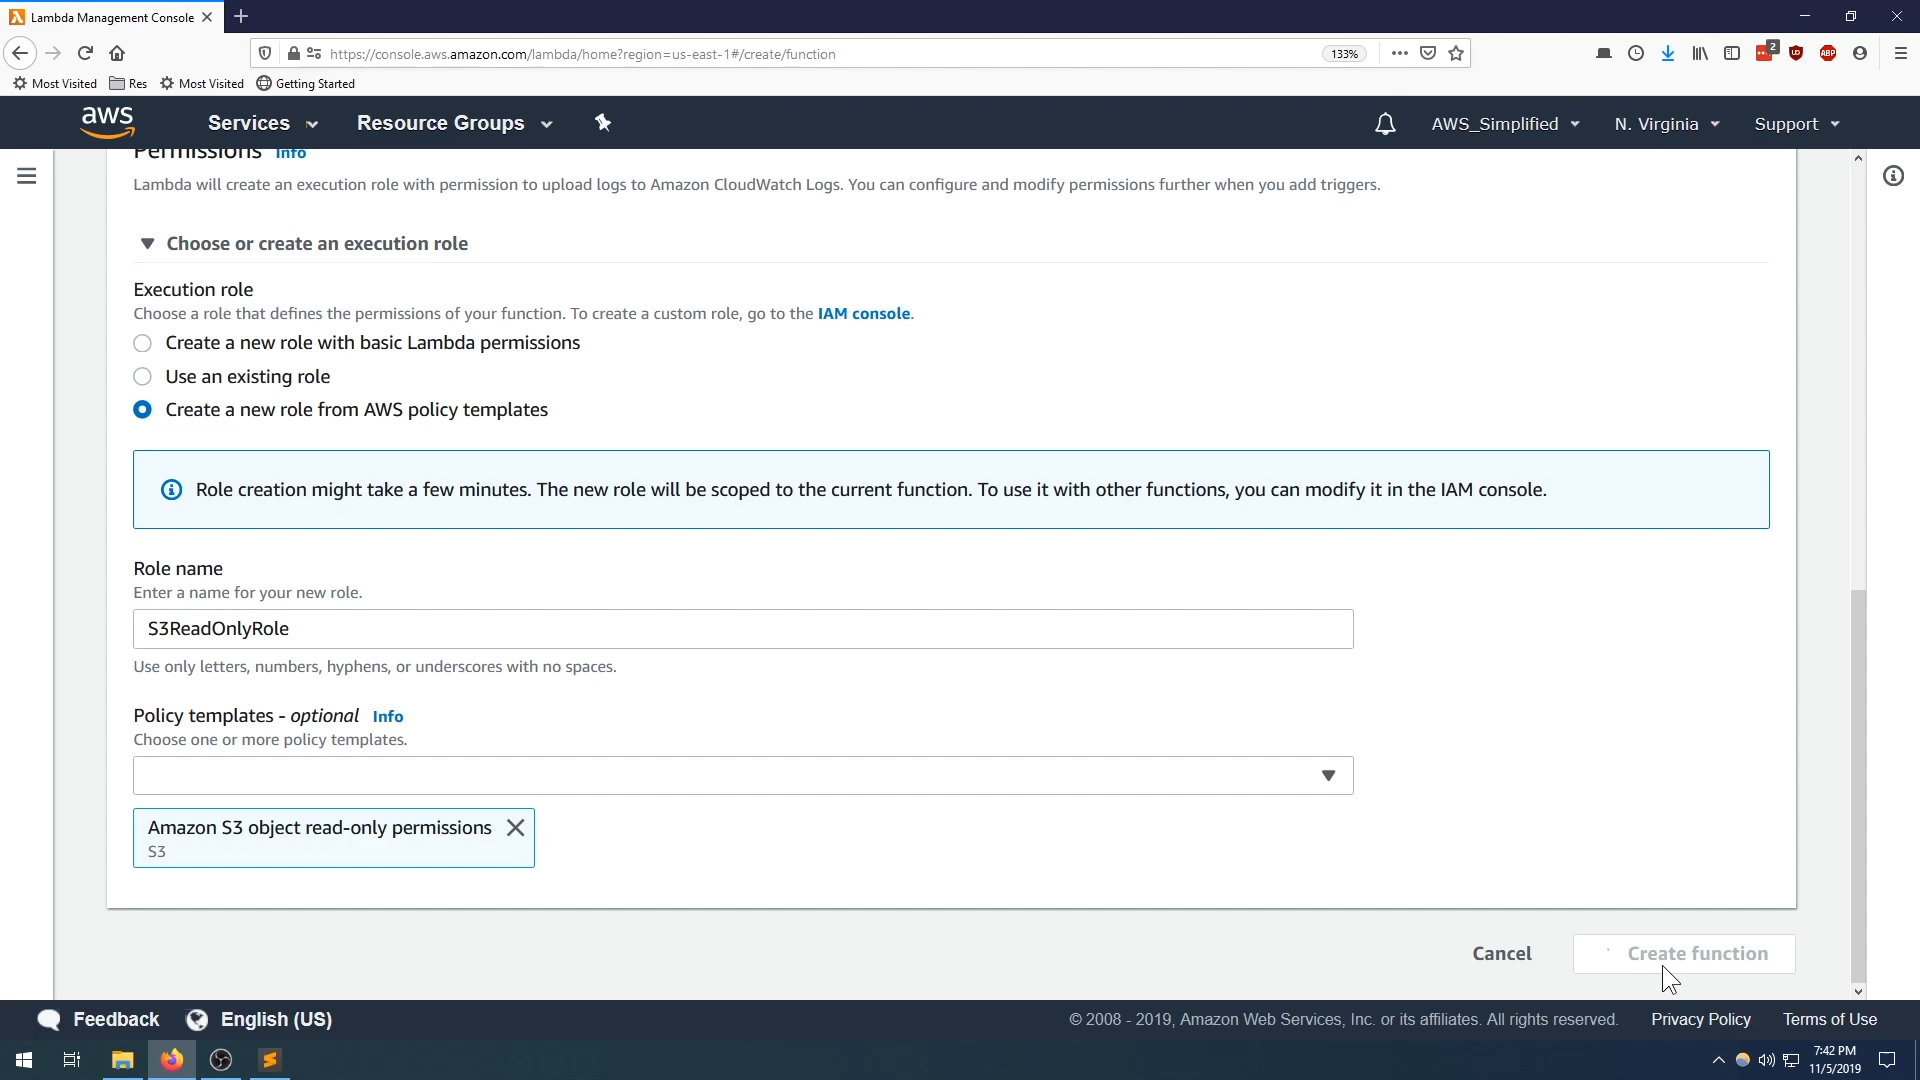 Lambda Management Console
https://console.aws.amazon.com/lambda/home?region=us-east-1#/create/function
133%
2
Most Visited
Res
Most Visited
Getting Started
aws
Services
Resource Groups
AWS_Simplified
N. Virginia
Support
Permissions Info
Lambda will create an execution role with permission to upload logs to Amazon CloudWatch Logs. You can configure and modify permissions further when you add triggers.
Choose or create an execution role
Execution role
Choose a role that defines the permissions of your function. To create a custom role, go to the IAM console.
Create a new role with basic Lambda permissions
Use an existing role
Create a new role from AWS policy templates
Role creation might take a few minutes. The new role will be scoped to the current function. To use it with other functions, you can modify it in the IAM console.
Role name
Enter a name for your new role.
S3ReadOnlyRole
Use only letters, numbers, hyphens, or underscores with no spaces.
Policy templates - optional Info
Choose one or more policy templates.
Amazon S3 object read-only permissions
S3
Cancel
Create function
Feedback
English (US)
© 2008 - 2019, Amazon Web Services, Inc. or its affiliates. All rights reserved.
Privacy Policy
Terms of Use
7:42 PM
11/5/2019